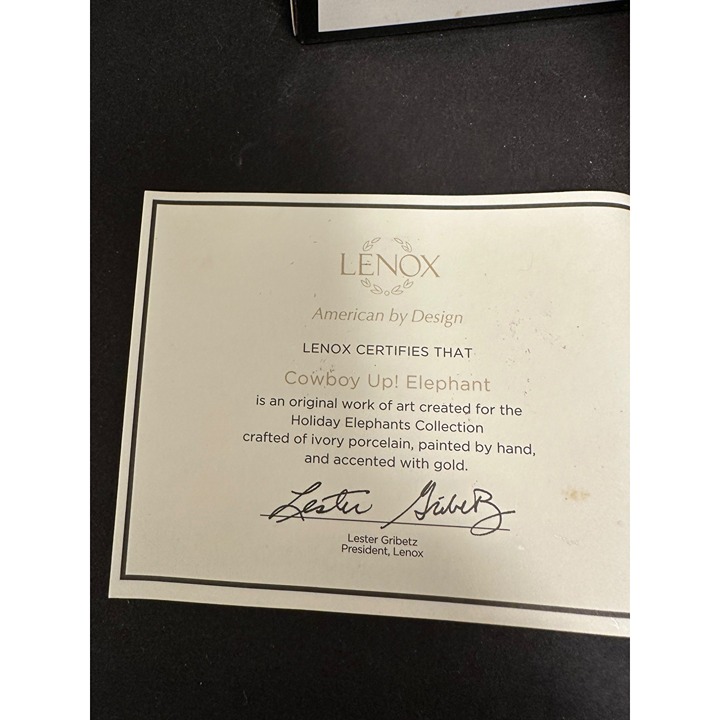 LENOX
American by Design
LENOX CERTIFIES THAT
Cowboy Up! Elephant
is an original work of art created for the
Holiday Elephants Collection
crafted of ivory porcelain, painted by hand,
and accented with gold.
Lester Gribetz
Lester Gribetz
President, Lenox